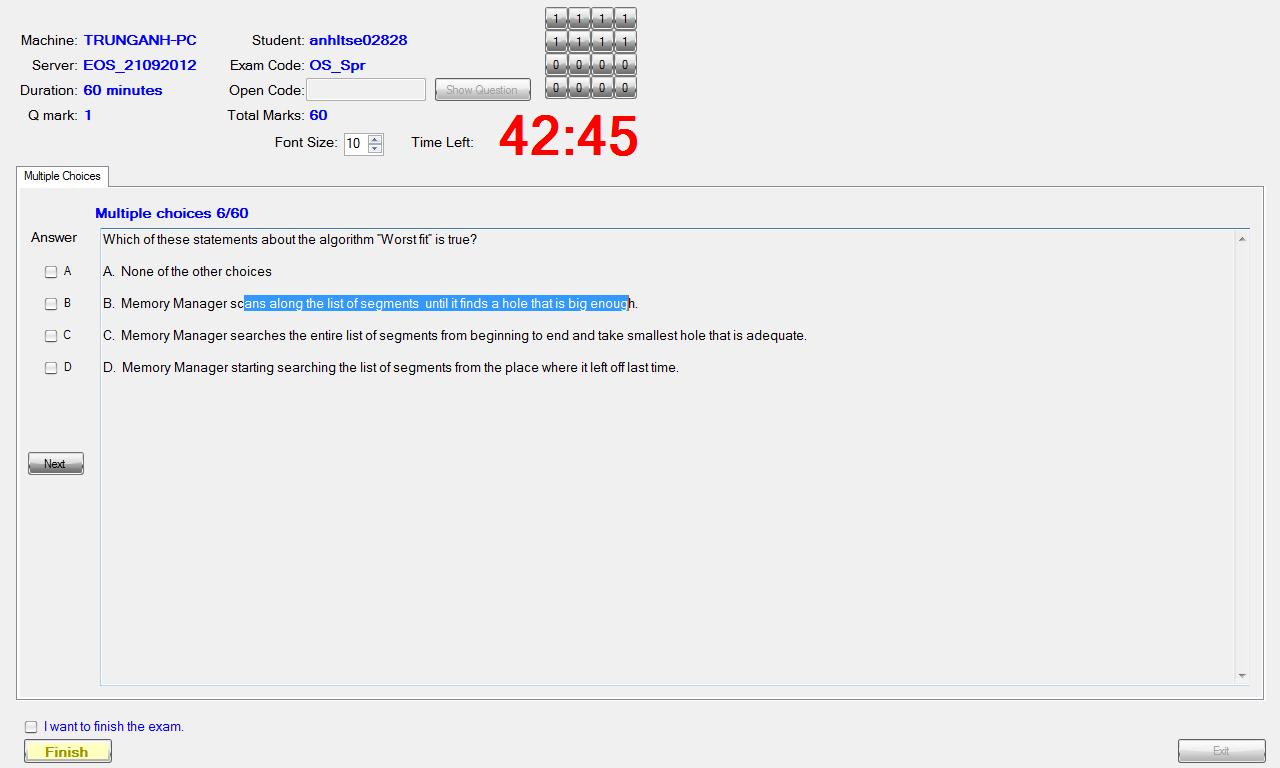 Machine: TRUNGANH-PC Student: anhltse02828
Server: EOS_21092012 Exam Code: OS_Spr
Duration: 60 minutes Open Code: Show Question
Q mark: 1 Total Marks: 60
1 1 1 1
1 1 1 1
0 0 0 0
0 0 0 0
Font Size: 10 Time Left: 42:45
Multiple Choices
Multiple choices 6/60
Answer
Which of these statements about the algorithm "Worst fit" is true?
A A. None of the other choices
B B. Memory Manager scans along the list of segments  until it finds a hole that is big enough.
C C. Memory Manager searches the entire list of segments from beginning to end and take smallest hole that is adequate.
D D. Memory Manager starting searching the list of segments from the place where it left off last time.
Next
I want to finish the exam.
Finish Exit